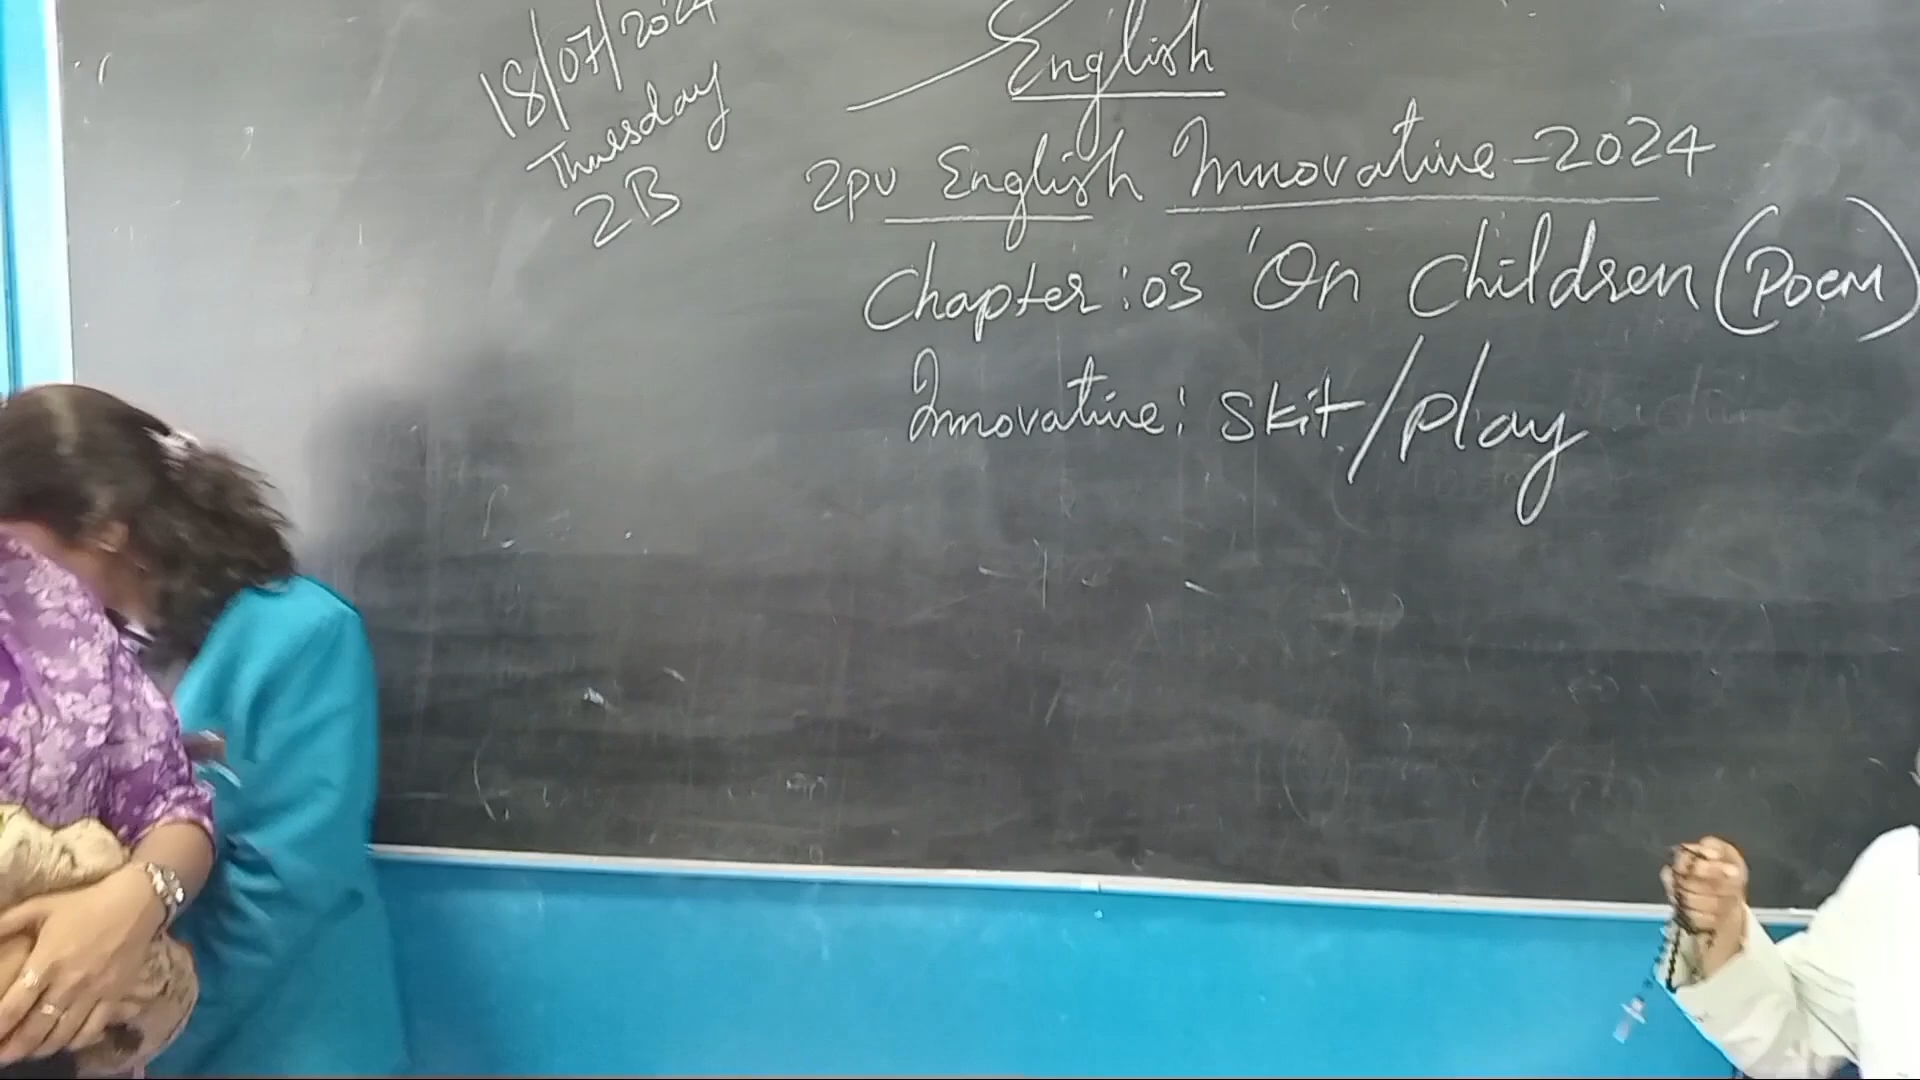 18/07/2024
Thursday
2B
English
2pu English Innovative - 2024
Chapter : 03 'On Children (Poem)
Innovative : Skit/play